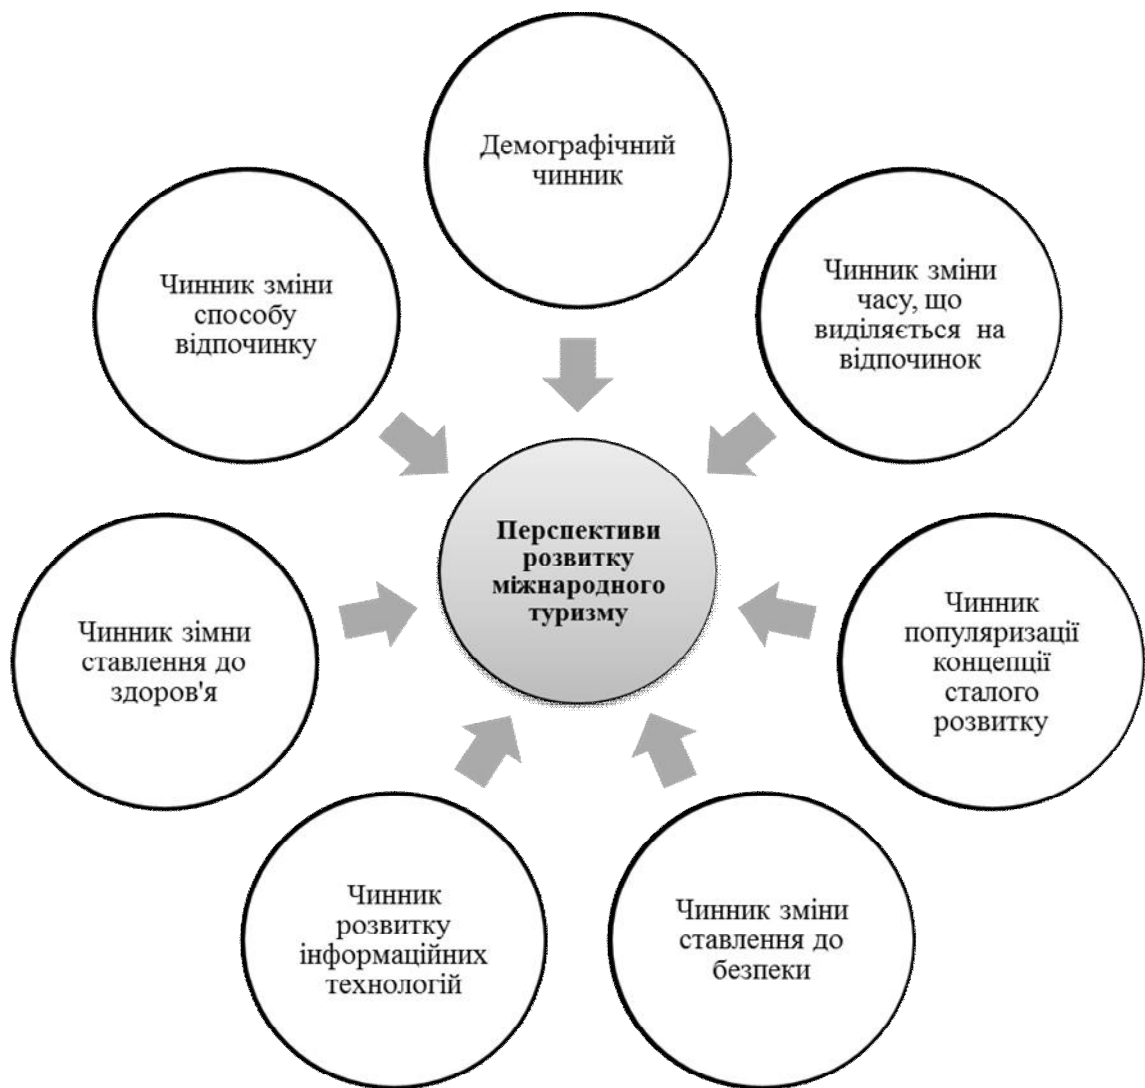 Демографічний
чинник
Чинник зміни
способу
відпочинку
Чинник зміни
часу, що
виділяється на
відпочинок
Перспективи
розвитку
міжнародного
туризму
Чинник зімни
ставлення до
здоров'я
Чинник
популяризації
концепції
сталого
розвитку
Чинник
розвитку
інформаційних
технологій
Чинник зміни
ставлення до
безпеки